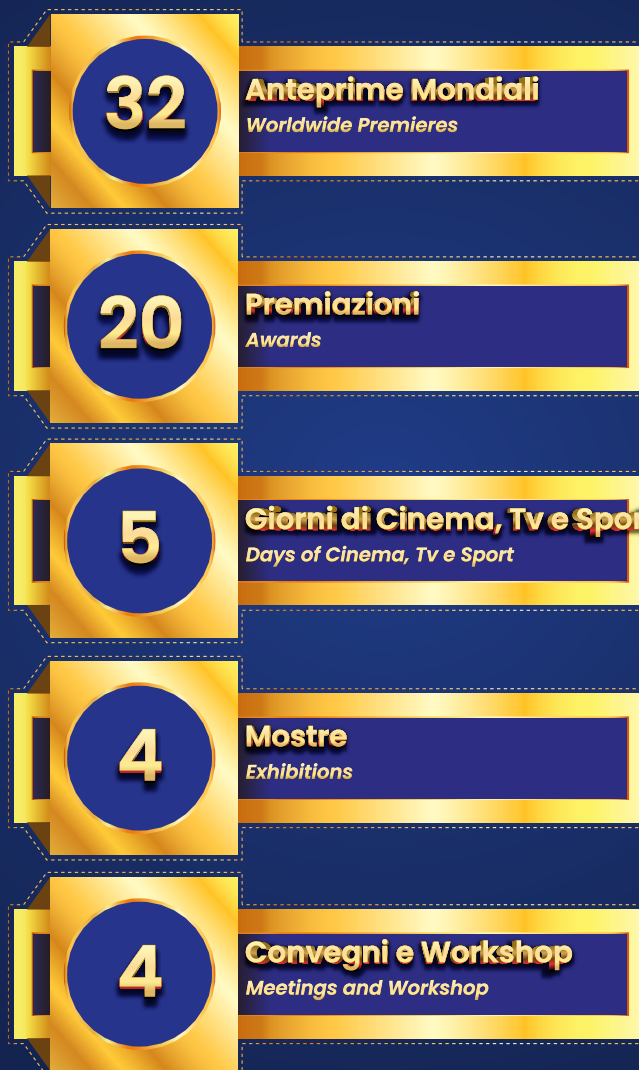 32
Anteprime Mondiali
Worldwide Premieres
20
Premiazioni
Awards
5
Giorni di Cinema, Tv e
Days of Cinema, Tv e Sport
4
Mostre
Exhibitions
4
Convegni e Workshop
Meetings and Workshop